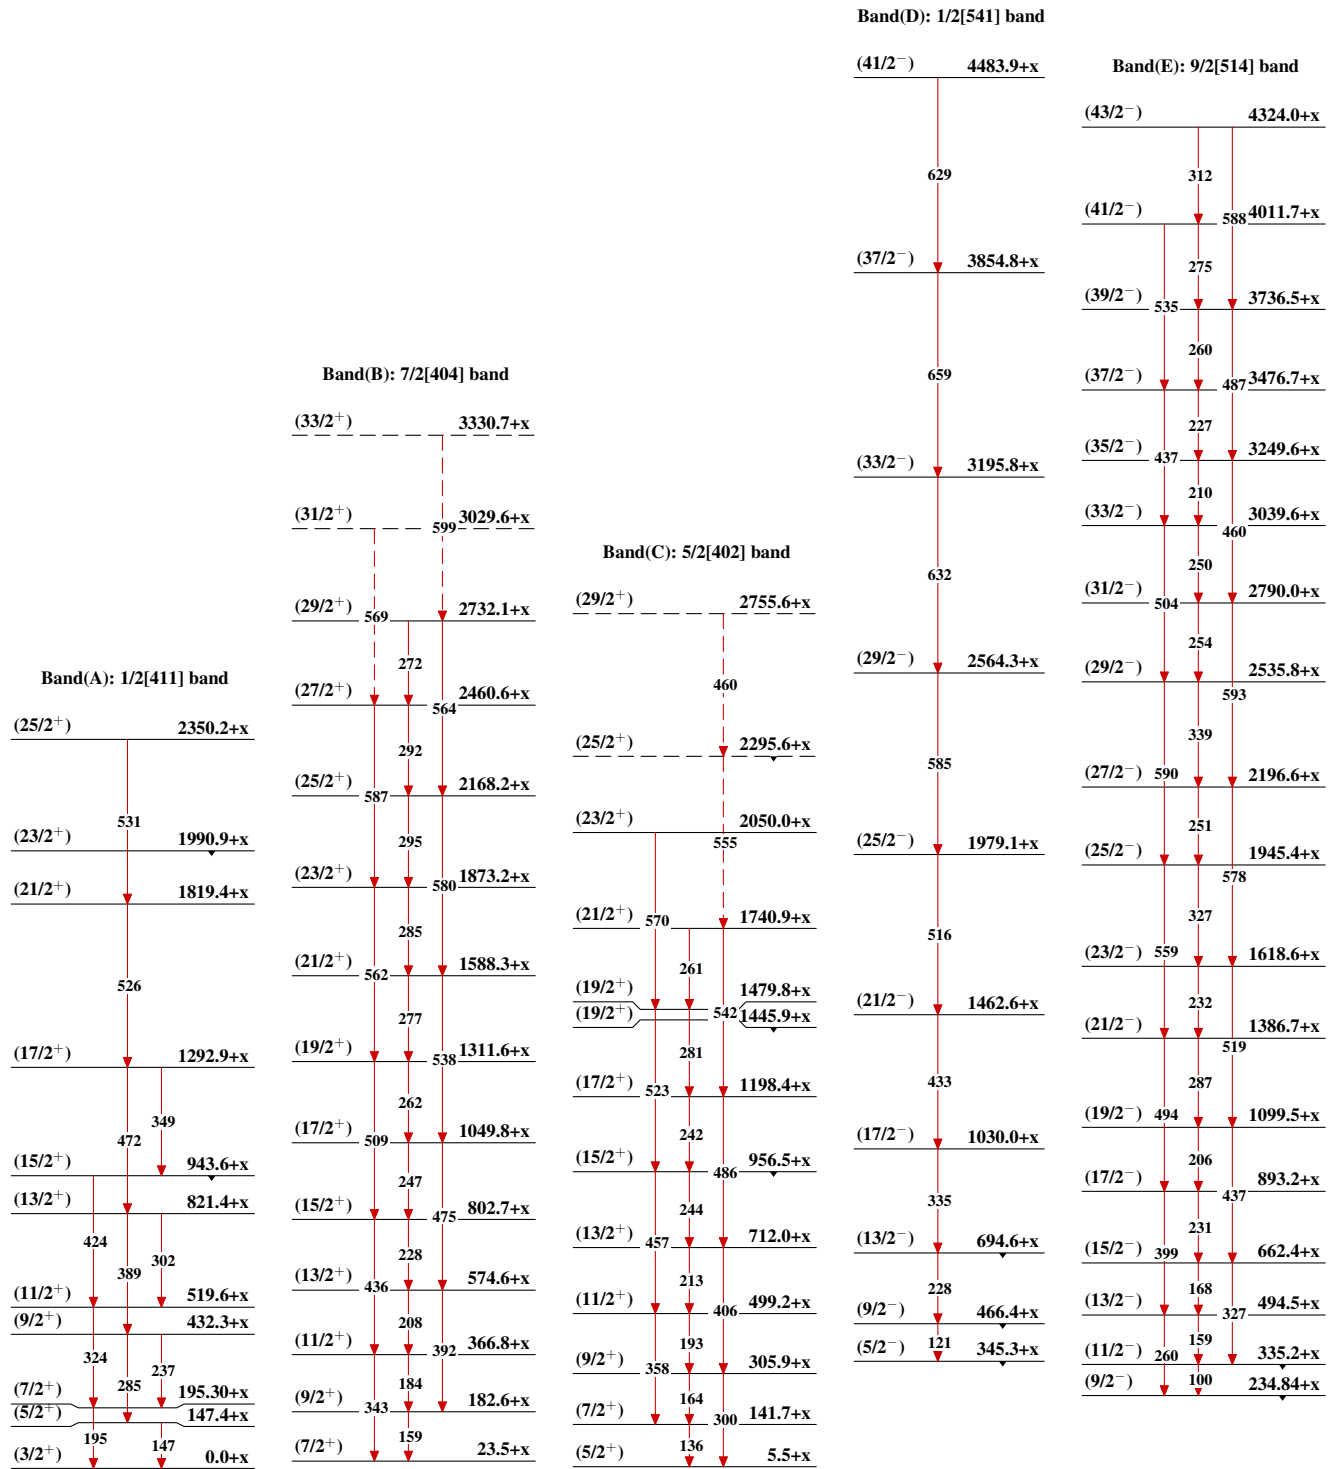 Band(A): 1/2[411] band
(25/2⁺) 2350.2+x
531
(23/2⁺) 1990.9+x
(21/2⁺) 1819.4+x
526
(17/2⁺) 1292.9+x
349
472
(15/2⁺) 943.6+x
(13/2⁺) 821.4+x
424 302
389
(11/2⁺) 519.6+x
(9/2⁺) 432.3+x
324 237
285
(7/2⁺) 195.30+x
(5/2⁺) 147.4+x
195 147
(3/2⁺) 0.0+x
Band(B): 7/2[404] band
(33/2⁺) 3330.7+x
(31/2⁺) 599 3029.6+x
(29/2⁺) 569 2732.1+x
272
(27/2⁺) 564 2460.6+x
292
(25/2⁺) 587 2168.2+x
295
(23/2⁺) 580 1873.2+x
285
(21/2⁺) 562 1588.3+x
277
(19/2⁺) 538 1311.6+x
262
(17/2⁺) 509 1049.8+x
247
(15/2⁺) 475 802.7+x
228
(13/2⁺) 436 574.6+x
208
(11/2⁺) 392 366.8+x
184
(9/2⁺) 343 182.6+x
159
(7/2⁺) 23.5+x
Band(C): 5/2[402] band
(29/2⁺) 2755.6+x
460
(25/2⁺) 2295.6+x
(23/2⁺) 2050.0+x
555
(21/2⁺) 570 1740.9+x
261
(19/2⁺) 1479.8+x
(19/2⁺) 542 1445.9+x
281
(17/2⁺) 523 1198.4+x
242
(15/2⁺) 486 956.5+x
244
(13/2⁺) 457 712.0+x
213
(11/2⁺) 406 499.2+x
193
(9/2⁺) 358 305.9+x
164
(7/2⁺) 300 141.7+x
136
(5/2⁺) 5.5+x
Band(D): 1/2[541] band
(41/2⁻) 4483.9+x
629
(37/2⁻) 3854.8+x
659
(33/2⁻) 3195.8+x
632
(29/2⁻) 2564.3+x
585
(25/2⁻) 1979.1+x
516
(21/2⁻) 1462.6+x
433
(17/2⁻) 1030.0+x
335
(13/2⁻) 694.6+x
228
(9/2⁻) 466.4+x
121
(5/2⁻) 345.3+x
Band(E): 9/2[514] band
(43/2⁻) 4324.0+x
312
(41/2⁻) 588 4011.7+x
275
(39/2⁻) 535 3736.5+x
260
(37/2⁻) 487 3476.7+x
227
(35/2⁻) 437 3249.6+x
210
(33/2⁻) 460 3039.6+x
250
(31/2⁻) 504 2790.0+x
254
(29/2⁻) 593 2535.8+x
339
(27/2⁻) 590 2196.6+x
251
(25/2⁻) 578 1945.4+x
327
(23/2⁻) 559 1618.6+x
232
(21/2⁻) 519 1386.7+x
287
(19/2⁻) 494 1099.5+x
206
(17/2⁻) 437 893.2+x
231
(15/2⁻) 399 662.4+x
168
(13/2⁻) 327 494.5+x
159
(11/2⁻) 260 335.2+x
100
(9/2⁻) 234.84+x